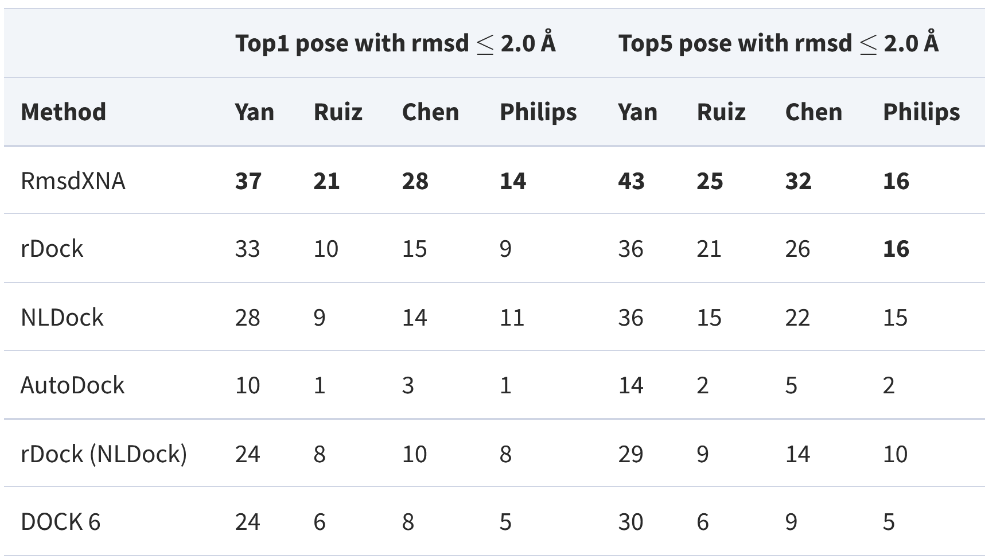 Top1 pose with rmsd ≤ 2.0 Å Top5 pose with rmsd ≤ 2.0 Å
Method Yan Ruiz Chen Philips Yan Ruiz Chen Philips
RmsdXNA 37 21 28 14 43 25 32 16
rDock 33 10 15 9 36 21 26 16
NLDock 28 9 14 11 36 15 22 15
AutoDock 10 1 3 1 14 2 5 2
rDock (NLDock) 24 8 10 8 29 9 14 10
DOCK 6 24 6 8 5 30 6 9 5